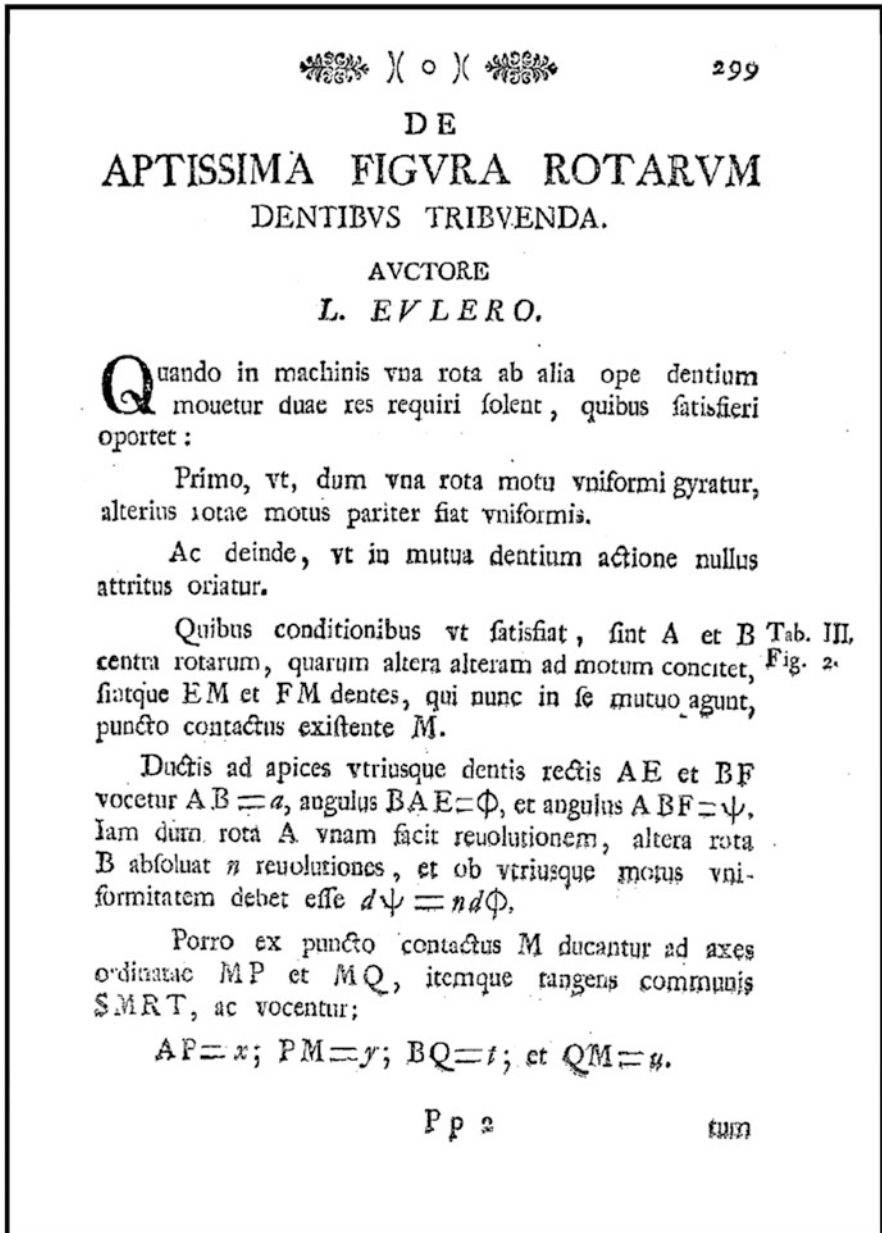 )( o )( 299
DE
APTISSIMA FIGVRA ROTARVM
DENTIBVS TRIBVENDA.
AVCTORE
L. EVLERO.
Quando in machinis vna rota ab alia ope dentium
mouetur duae res requiri ſolent, quibus ſatisfieri
oportet:
Primo, vt, dum vna rota motu vniformi gyratur,
alterius rotae motus pariter fiat vniformis.
Ac deinde, vt in mutua dentium actione nullus
attritus oriatur.
Quibus conditionibus vt ſatisfiat, ſint A et B Tab. III.
centra rotarum, quarum altera alteram ad motum concitet, Fig. 2.
ſintque EM et FM dentes, qui nunc in ſe mutuo agunt,
puncto contactus exiſtente M.
Ductis ad apices vtriusque dentis rectis AE et BF
vocetur AB = a, angulus BAE = Φ, et angulus ABF = ψ.
Iam dum rota A vnam facit reuolutionem, altera rota
B abſoluat n reuolutiones, et ob vtriusque motus vni-
formitatem debet eſſe dψ = ndΦ.
Porro ex puncto contactus M ducantur ad axes
ordinatae MP et MQ, itemque tangens communis
SMRT, ac vocentur;
AP = x; PM = y; BQ = t; et QM = u.
Pp 2 tum